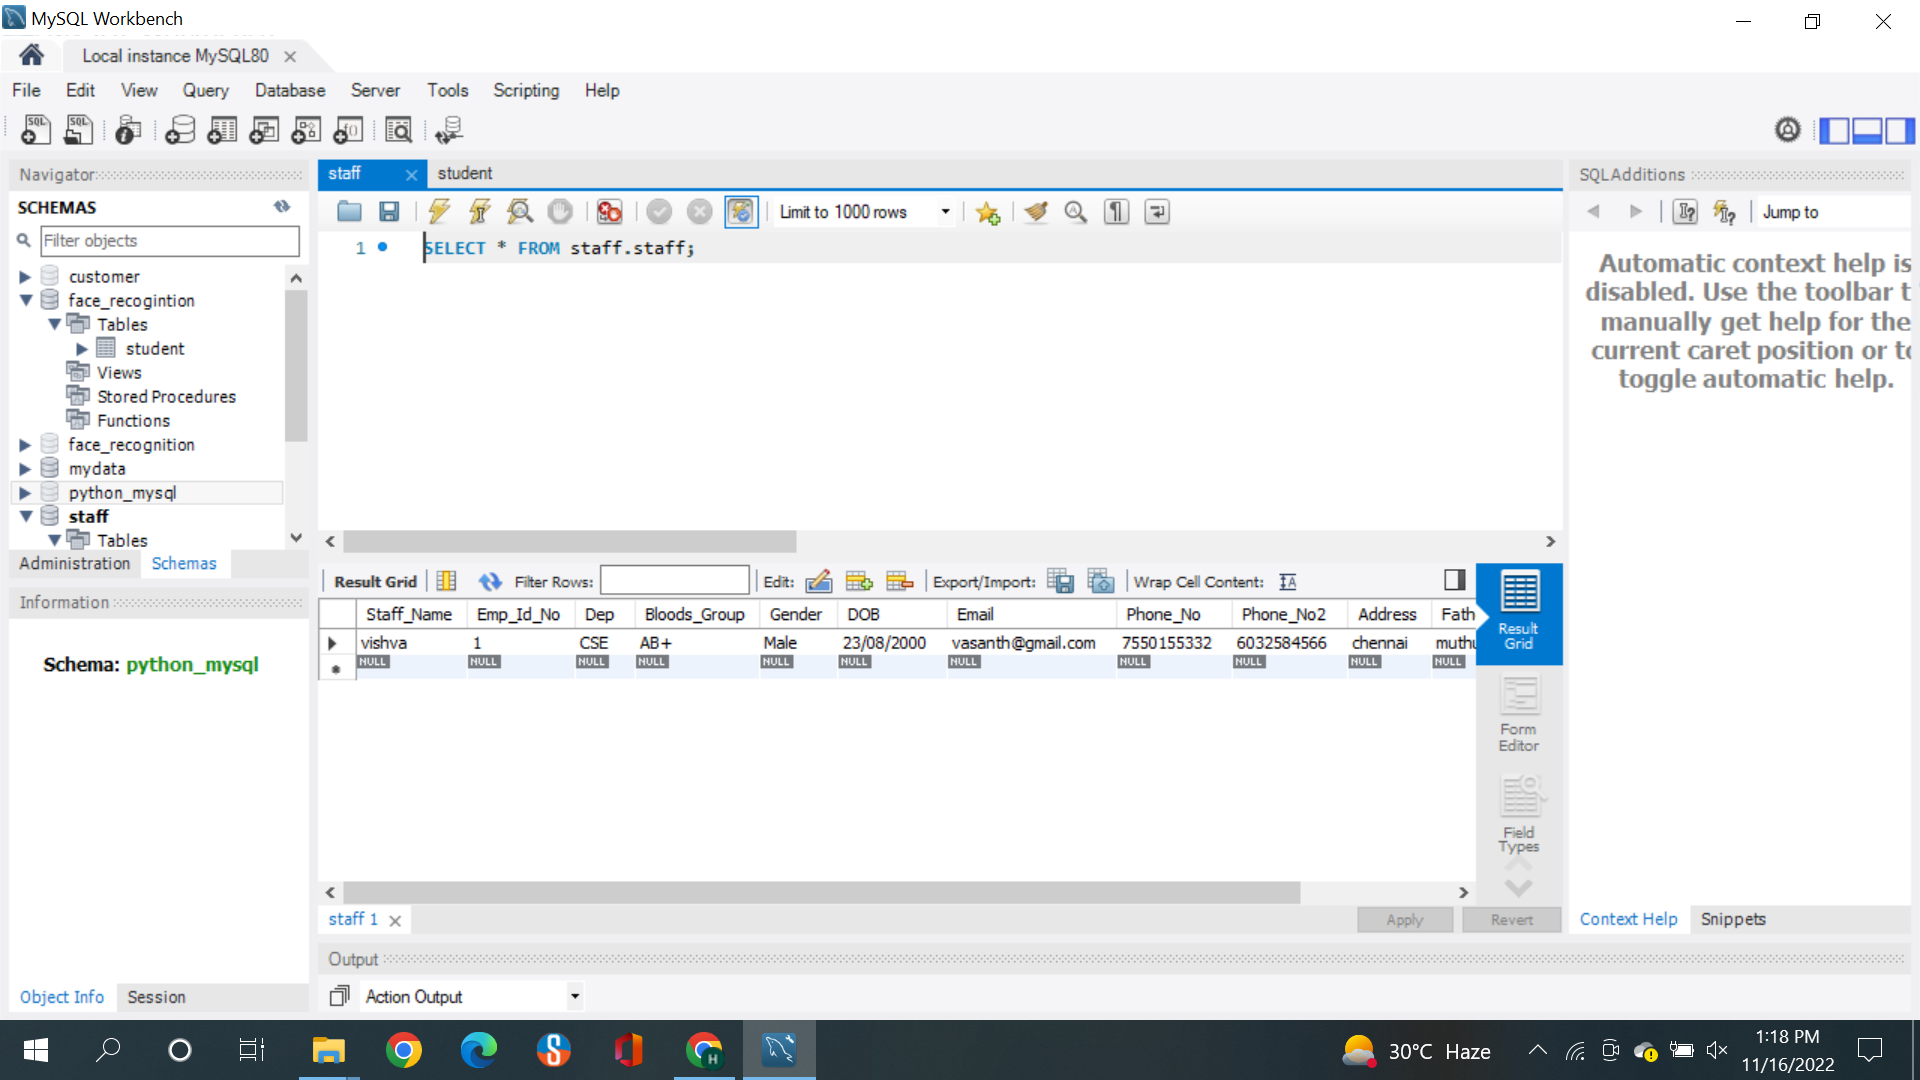 MySQL Workbench
Local instance MySQL80
File Edit View Query Database Server Tools Scripting Help
Navigator
SCHEMAS
Filter objects
customer
face_recogintion
Tables
student
Views
Stored Procedures
Functions
face_recognition
mydata
python_mysql
staff
Tables
Administration Schemas
Information
Schema: python_mysql
Object Info Session
staff student
Limit to 1000 rows
1 SELECT * FROM staff.staff;
Result Grid Filter Rows: Edit: Export/Import: Wrap Cell Content:
Staff_Name Emp_Id_No Dep Bloods_Group Gender DOB Email Phone_No Phone_No2 Address Fath
vishva 1 CSE AB+ Male 23/08/2000 vasanth@gmail.com 7550155332 6032584566 chennai muthu
NULL NULL NULL NULL NULL NULL NULL NULL NULL NULL NULL
Result
Grid
Form
Editor
Field
Types
staff 1 Apply Revert
Output
Action Output
SQLAdditions
Jump to
Automatic context help is
disabled. Use the toolbar t
manually get help for the
current caret position or to
toggle automatic help.
Context Help Snippets
30°C Haze
1:18 PM
11/16/2022